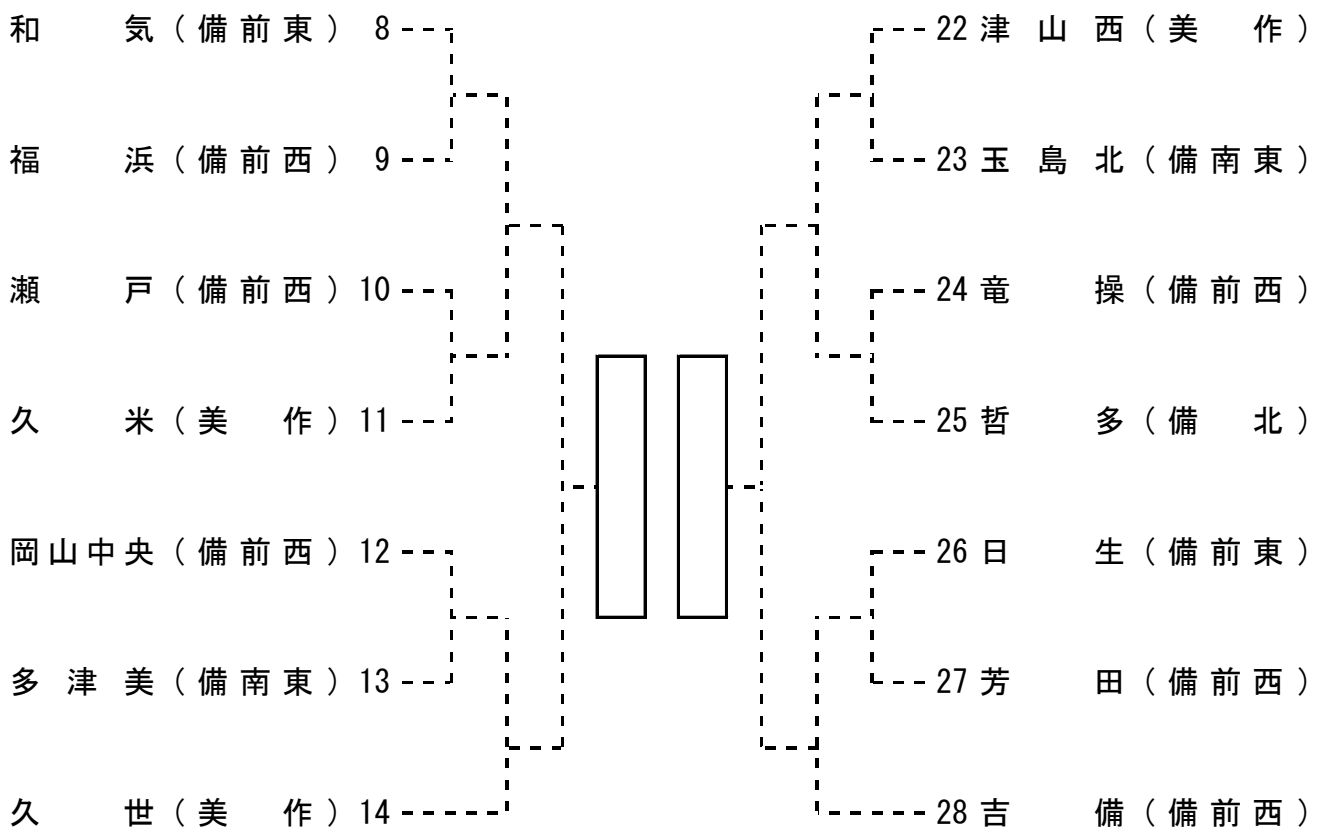 和気（備前東） 8
福浜（備前西） 9
瀬戸（備前西） 10
久米（美作） 11
岡山中央（備前西） 12
多津美（備南東） 13
久世（美作） 14
22 津山西（美作）
23 玉島北（備南東）
24 竜操（備前西）
25 哲多（備北）
26 日生（備前東）
27 芳田（備前西）
28 吉備（備前西）